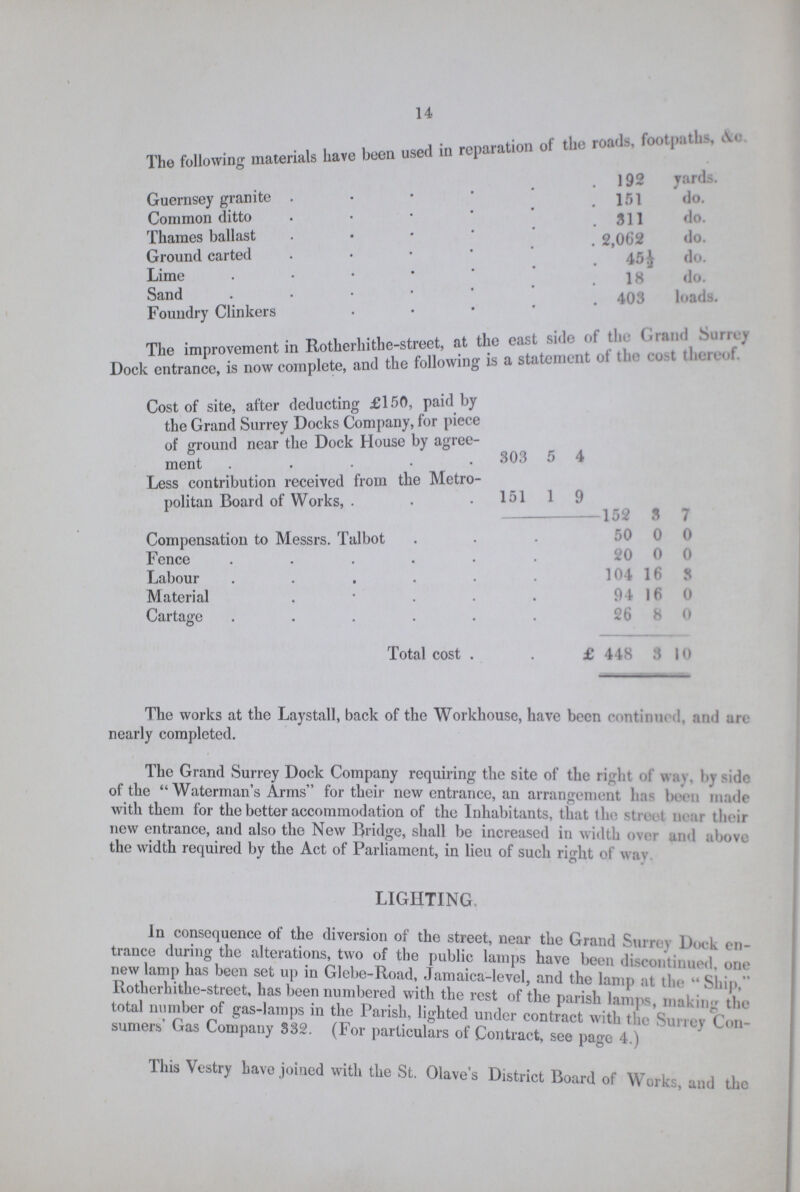 14
The following materials have been used in reparation of the roads, footpaths, &c.
Guernsey granite . . . . . . 192 yards.
Common ditto . . . . . . 151 do.
Thames ballast . . . . . . 311 do.
Ground carted . . . . . . 2,062 do.
Lime . . . . . . . 45½ do.
Sand . . . . . . . 18 do.
Foundry Clinkers . . . . . 403 loads.
The improvement in Rotherhithe-street, at the east side of the Grand Surrey
Dock entrance, is now complete, and the following is a statement of the cost thereof.
Cost of site, after deducting £150, paid by
the Grand Surrey Docks Company, for piece
of ground near the Dock House by agree-
ment . . . . . 303 5 4
Less contribution received from the Metro-
politan Board of Works, . . . 151 1 9
152 3 7
Compensation to Messrs. Talbot . . . 50 0 0
Fence . . . . . . 20 0 0
Labour . . . . . . 104 16 3
Material . . . . . 94 16 0
Cartage . . . . . . 26 8 0
Total cost . . £ 448 3 10
The works at the Laystall, back of the Workhouse, have been continued, and are
nearly completed.
The Grand Surrey Dock Company requiring the site of the right of way, by side
of the "Waterman's Arms" for their new entrance, an arrangement has been made
with them for the better accommodation of the Inhabitants, that the street near their
new entrance, and also the New Bridge, shall be increased in width over and above
the width required by the Act of Parliament, in lieu of such right of way.
LIGHTING.
In consequence of the diversion of the street, near the Grand Surrey Dock en-
trance during the alterations, two of the public lamps have been discontinued, one
new lamp has been set up in Glebe-Road, Jamaica-level, and the lamp at the "Ship,"
Rotherhithe-street, has been numbered with the rest of the parish lamps, making the
total number of gas-lamps in the Parish, lighted under contract with the Surrey Con-
sumers' Gas Company 332. (For particulars of Contract, see page 4.)
This Vestry have joined with the St. Olave's District Board of Works, and the